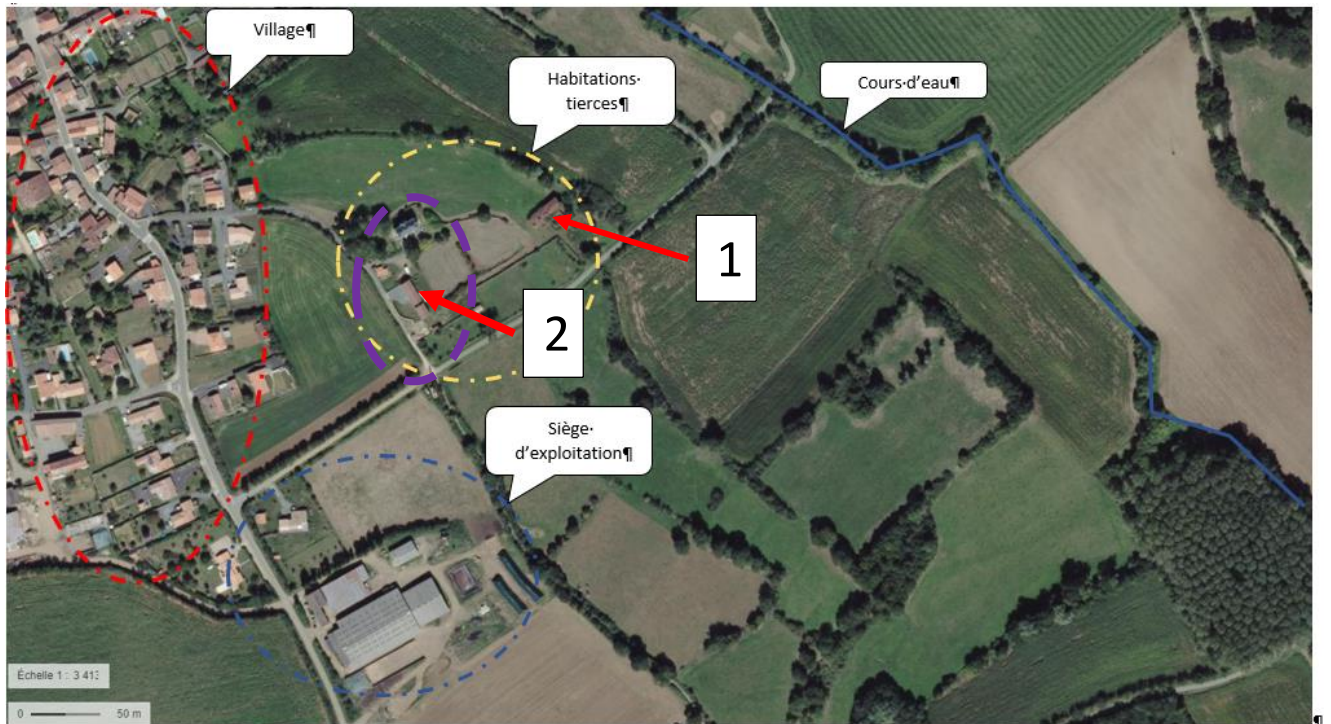 Village¶
Habitations·
tierces¶
Cours·d'eau¶
1
2
Siège·
d'exploitation¶
Échelle 1 : 3 413
0 50 m
¶